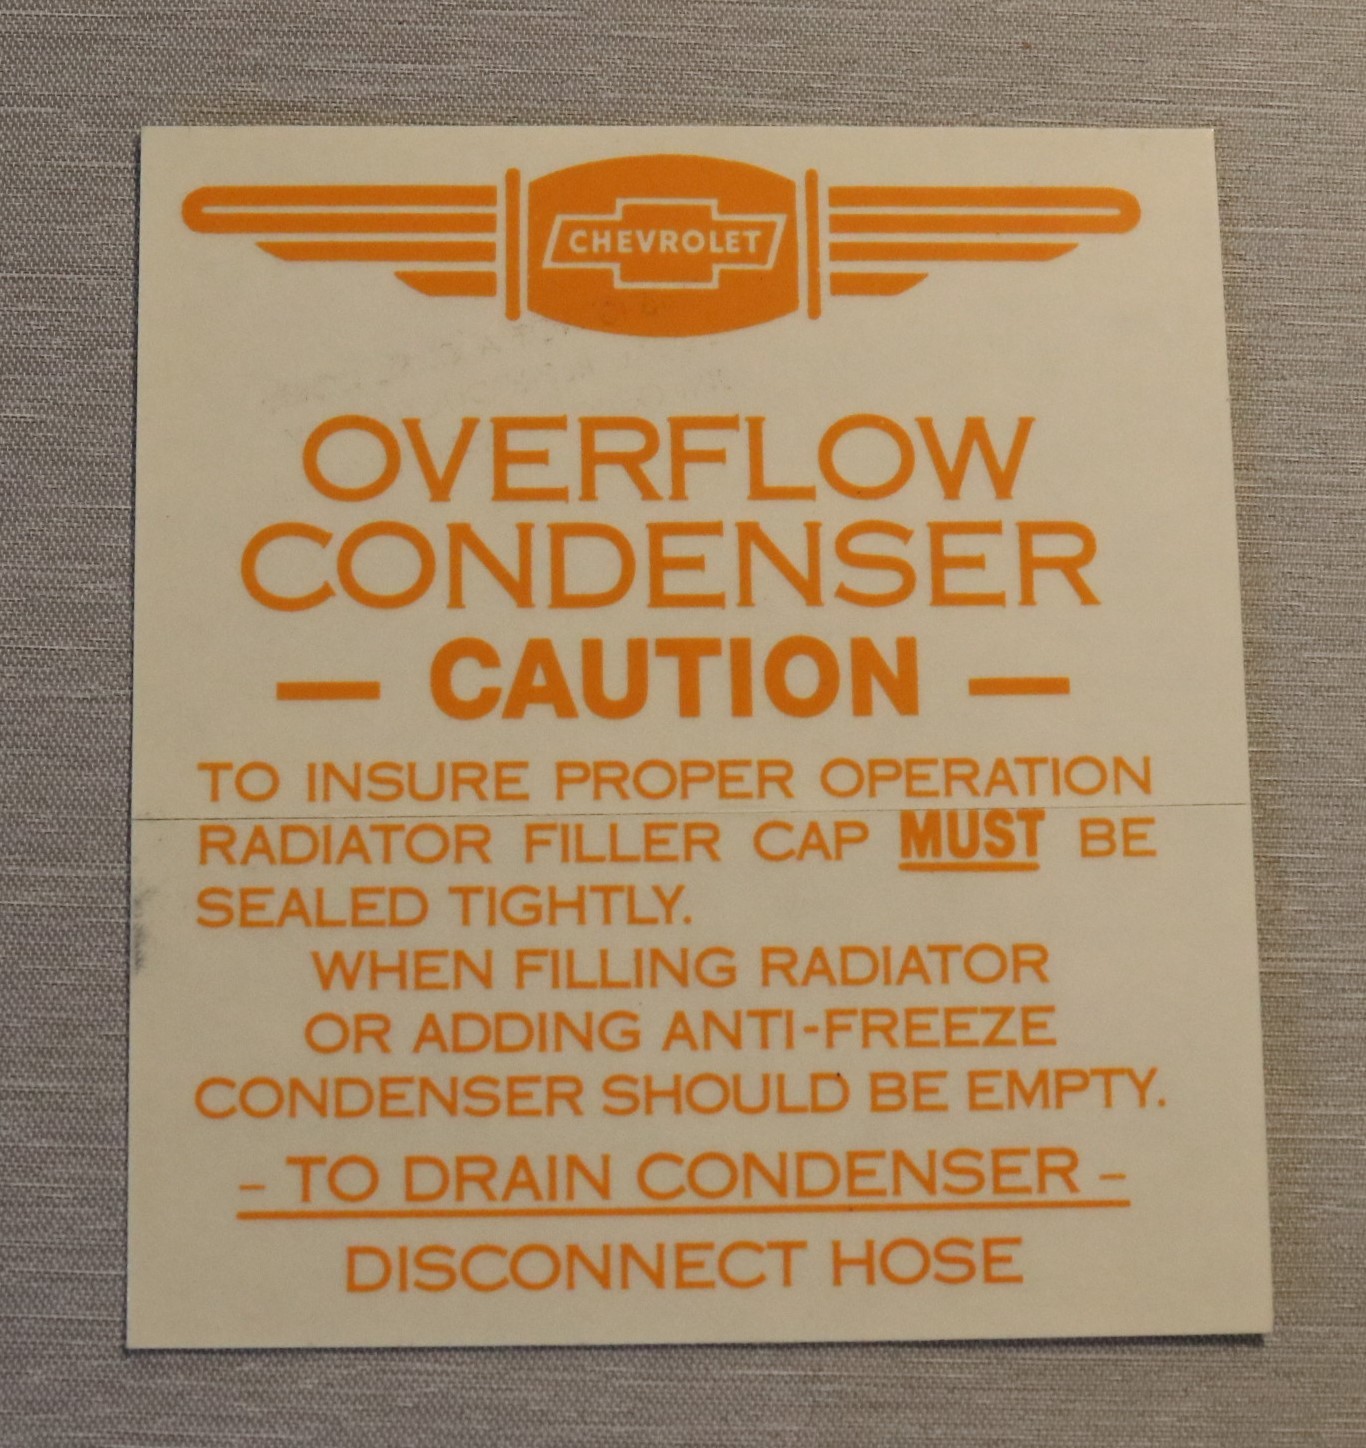 CHEVROLET
OVERFLOW
CONDENSER
— CAUTION —
TO INSURE PROPER OPERATION
RADIATOR FILLER CAP MUST BE
SEALED TIGHTLY.
WHEN FILLING RADIATOR
OR ADDING ANTI-FREEZE
CONDENSER SHOULD BE EMPTY.
- TO DRAIN CONDENSER -
DISCONNECT HOSE